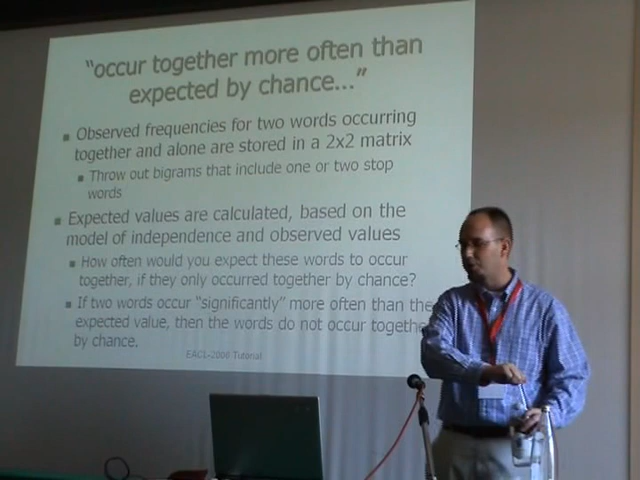 “occur together more often than
expected by chance...”
Observed frequencies for two words occurring
together and alone are stored in a 2x2 matrix
Throw out bigrams that include one or two stop
words
Expected values are calculated, based on the
model of independence and observed values
How often would you expect these words to occur
together, if they only occurred together by chance?
If two words occur “significantly” more often than the
expected value, then the words do not occur together
by chance.
EACL-2006 Tutorial